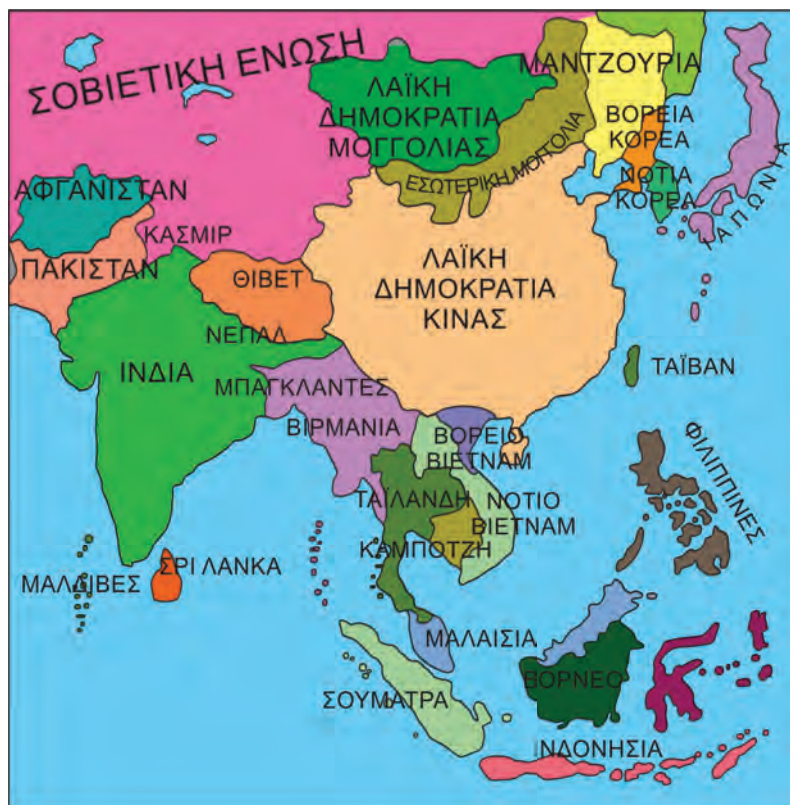 ΣΟΒΙΕΤΙΚΗ ΕΝΩΣΗ
ΛΑΪΚΗ
ΔΗΜΟΚΡΑΤΙΑ
ΜΟΓΓΟΛΙΑΣ
ΜΑΝΤΖΟΥΡΙΑ
ΕΣΩΤΕΡΙΚΗ ΜΟΓΓΟΛΙΑ
ΒΟΡΕΙΑ
ΚΟΡΕΑ
ΝΟΤΙΑ
ΚΟΡΕΑ
ΙΑΠΩΝΙΑ
ΑΦΓΑΝΙΣΤΑΝ
ΚΑΣΜΙΡ
ΠΑΚΙΣΤΑΝ
ΘΙΒΕΤ
ΛΑΪΚΗ
ΔΗΜΟΚΡΑΤΙΑ
ΚΙΝΑΣ
ΝΕΠΑΛ
ΙΝΔΙΑ
ΜΠΑΓΚΛΑΝΤΕΣ
ΤΑΪΒΑΝ
ΒΙΡΜΑΝΙΑ
ΒΟΡΕΙΟ
ΒΙΕΤΝΑΜ
ΦΙΛΙΠΠΙΝΕΣ
ΤΑΪΛΑΝΔΗ
ΝΟΤΙΟ
ΒΙΕΤΝΑΜ
ΚΑΜΠΟΤΖΗ
ΣΡΙ ΛΑΝΚΑ
ΜΑΛΔΙΒΕΣ
ΜΑΛΑΙΣΙΑ
ΒΟΡΝΕΟ
ΣΟΥΜΑΤΡΑ
ΙΝΔΟΝΗΣΙΑ